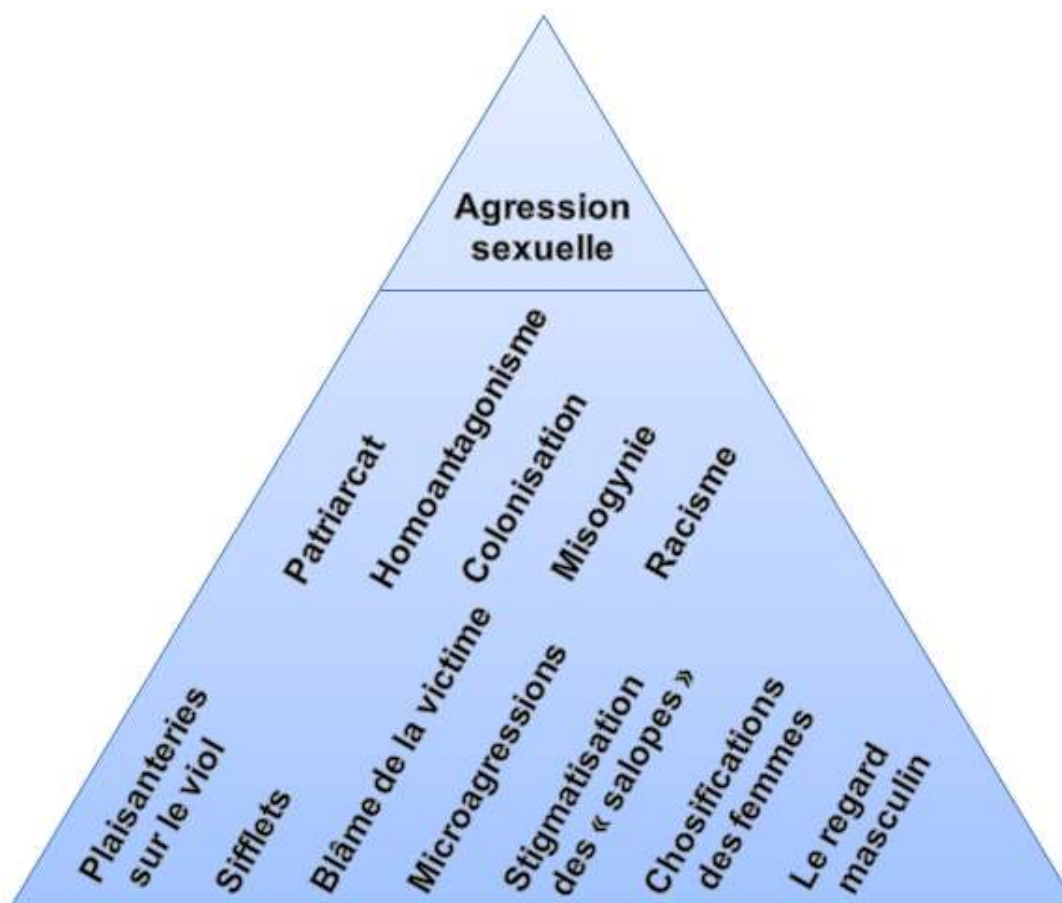 Agression
sexuelle
Patriarcat
Homoantagonisme
Colonisation
Misogynie
Racisme
Plaisanteries
sur le viol
Sifflets
Blâme de la victime
Microagressions
Stigmatisation
des « salopes »
Chosifications
des femmes
Le regard
masculin